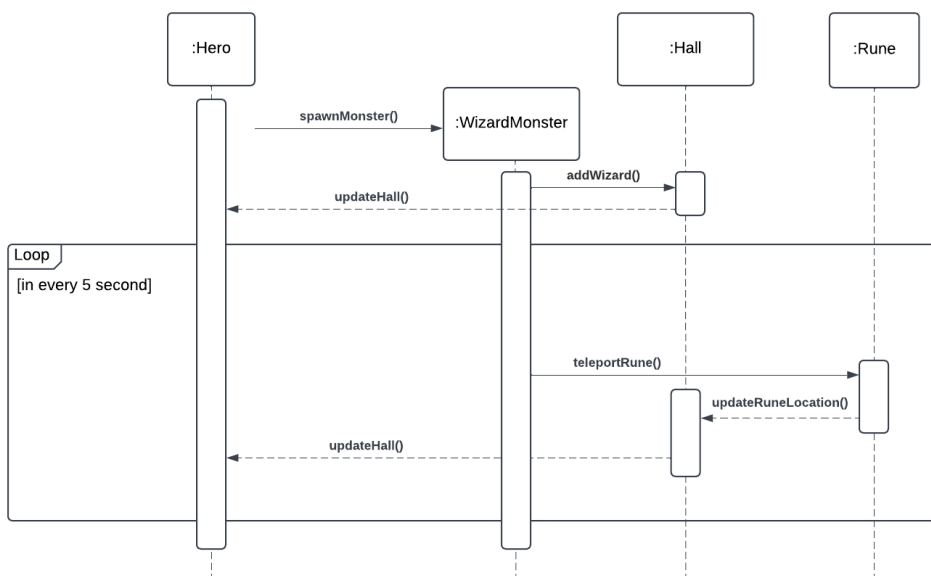 :Hero
:Hall
:Rune
spawnMonster()
:WizardMonster
addWizard()
updateHall()
Loop
[in every 5 second]
teleportRune()
updateRuneLocation()
updateHall()